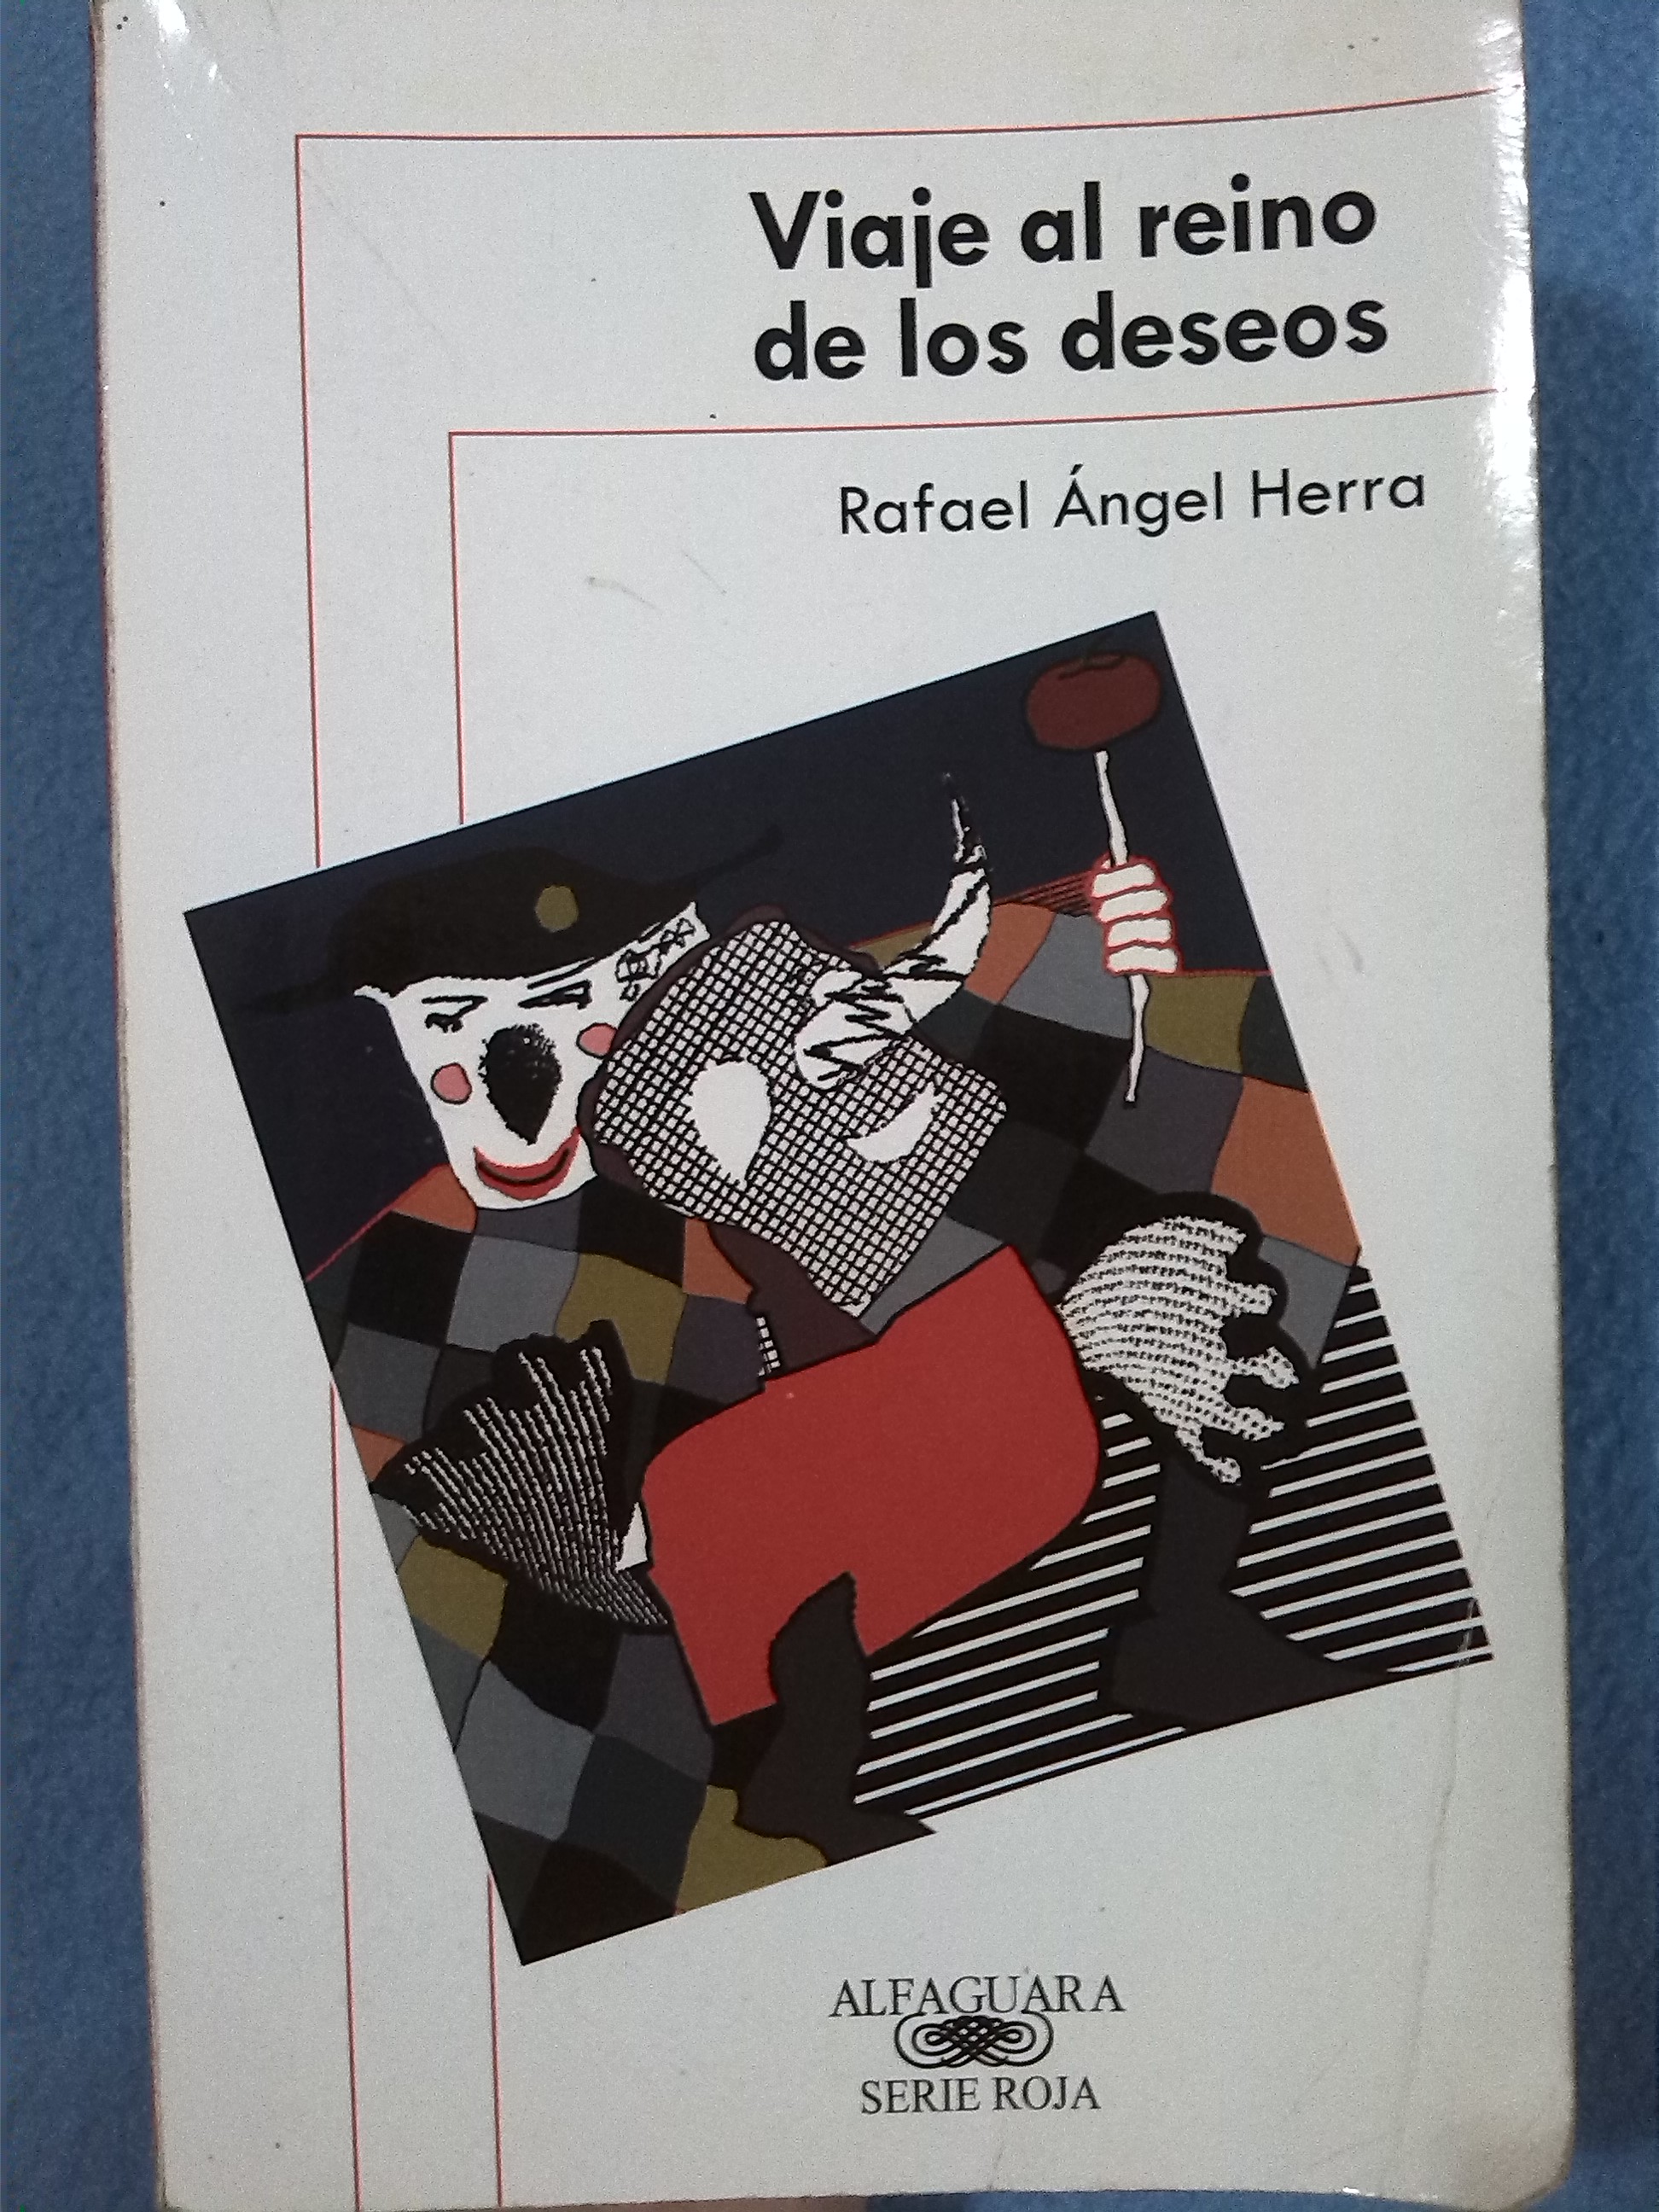 Viaje al reino
de los deseos
Rafael Ángel Herra
ALFAGUARA
SERIE ROJA